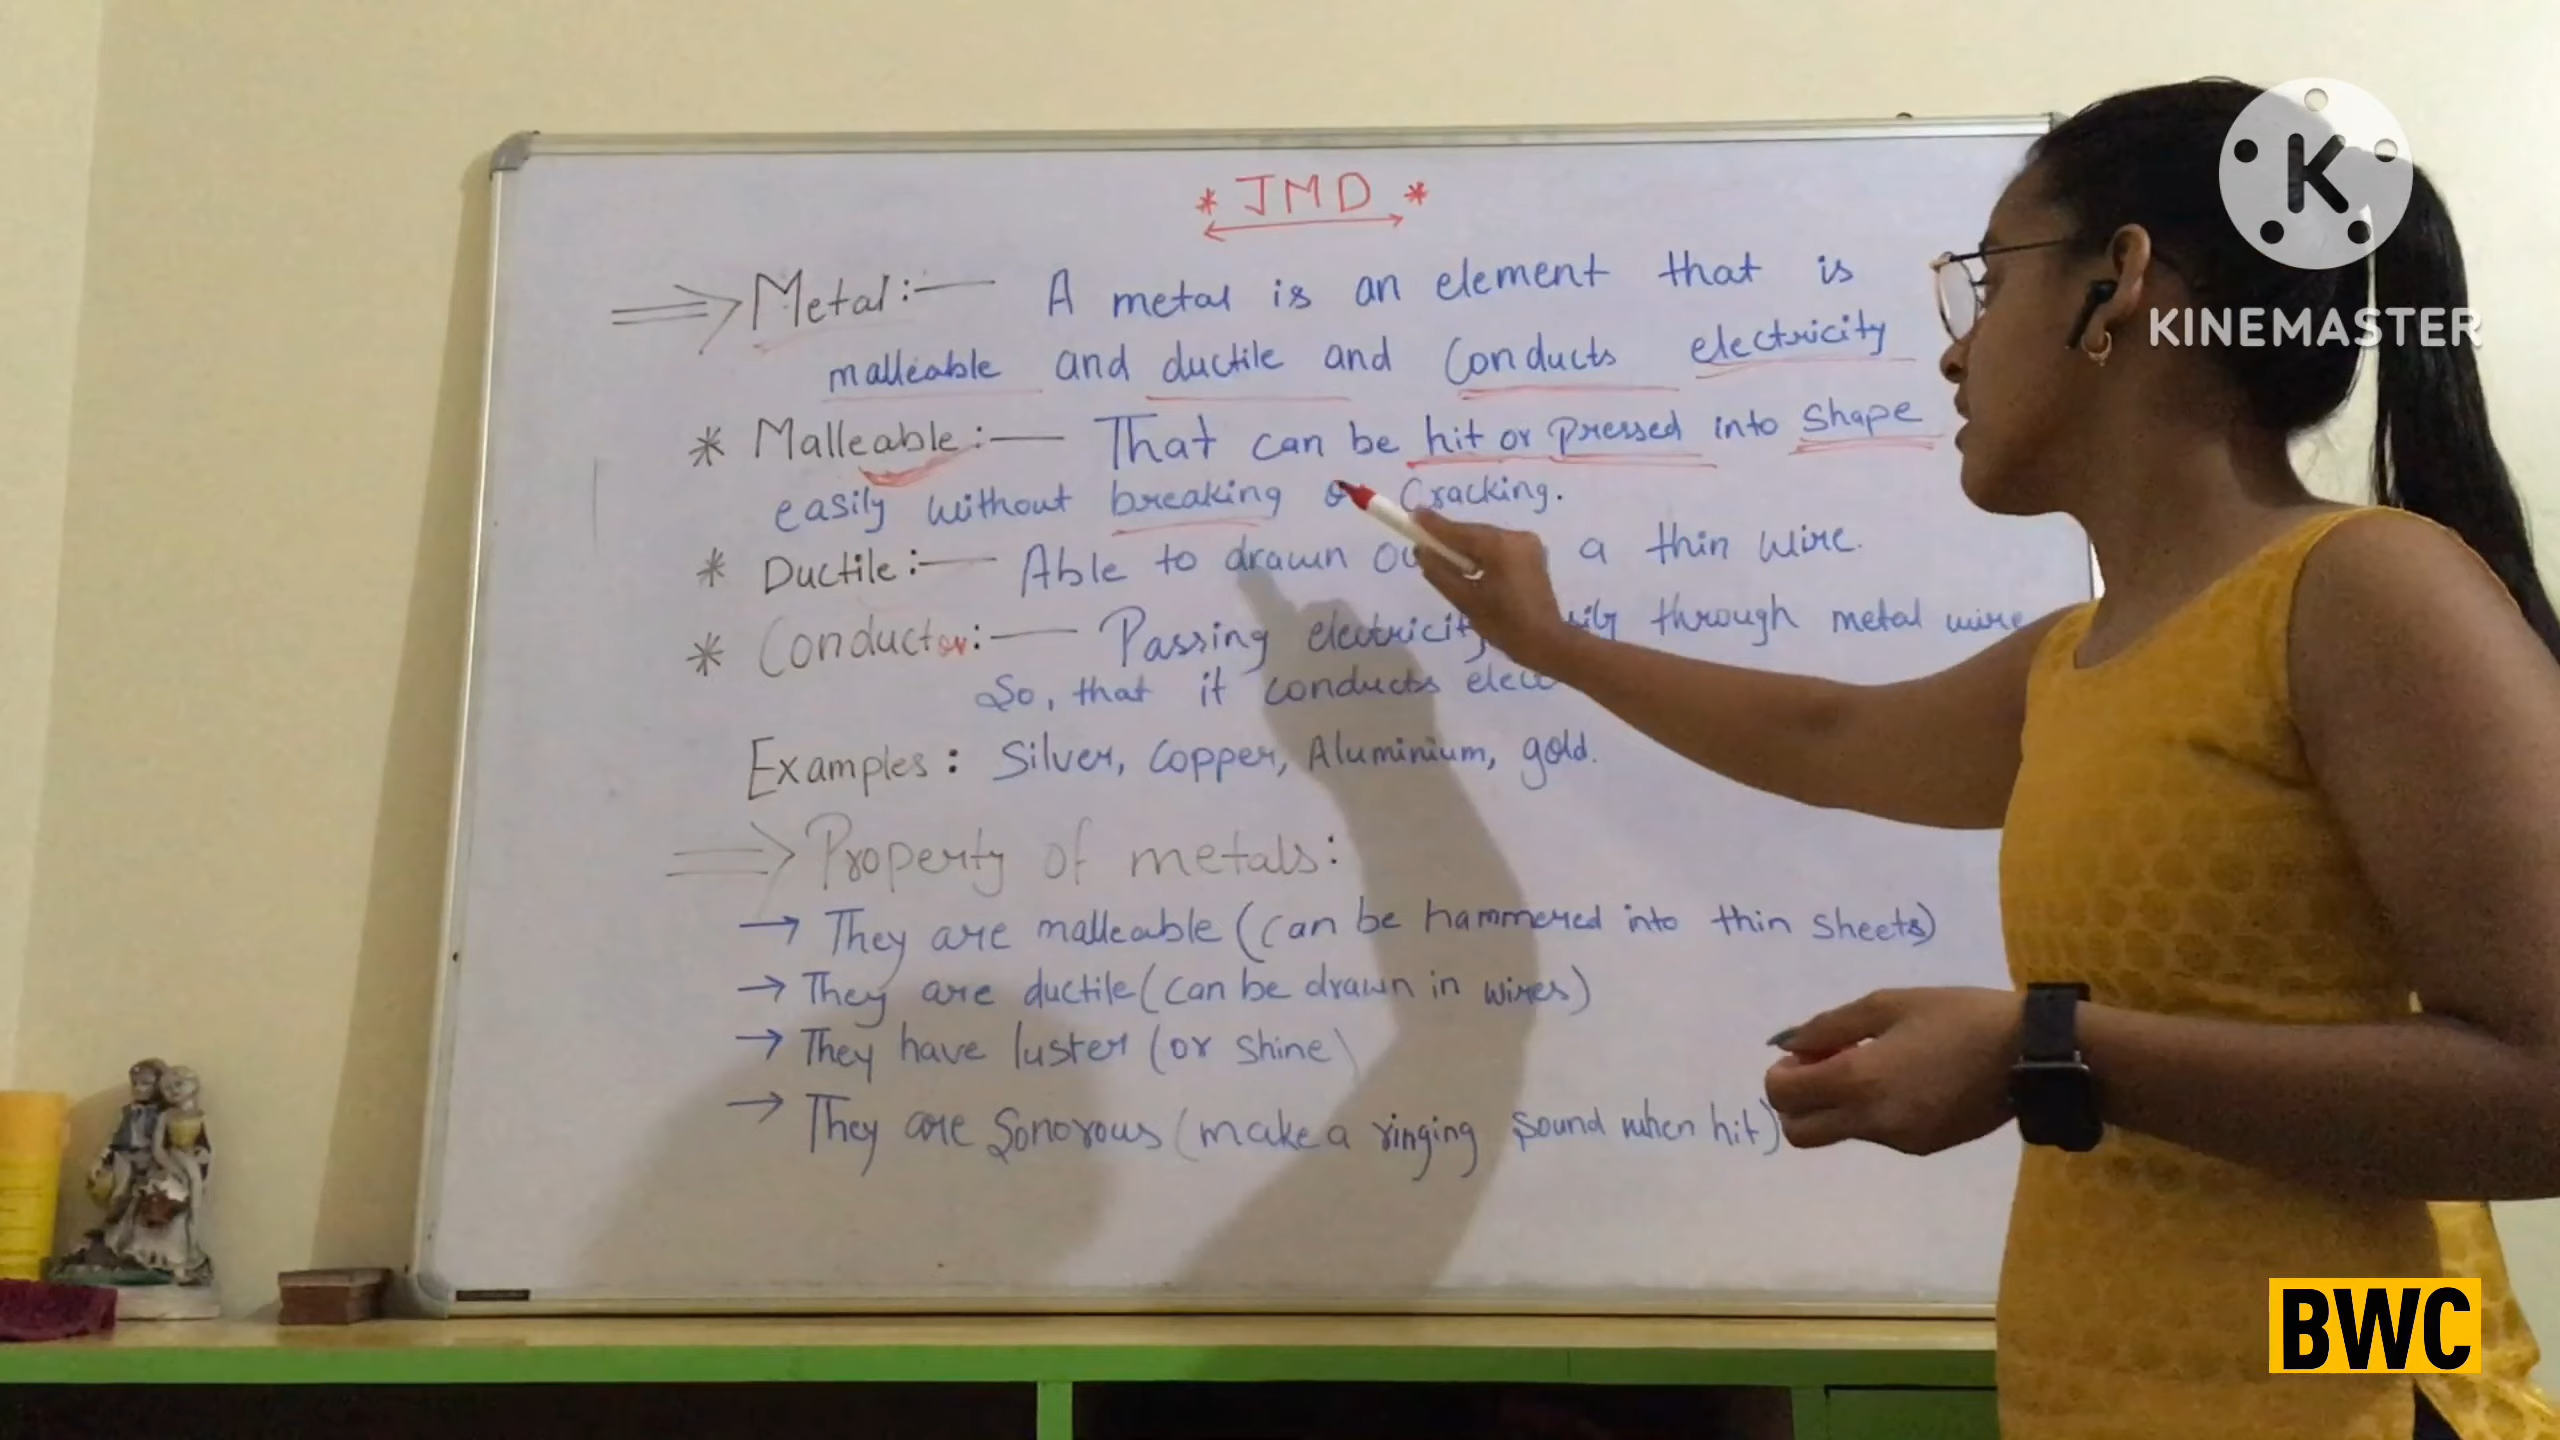 * JMD *
⇒ Metal:— A metal is an element that is
malleable and ductile and conducts electricity
* Malleable:— That can be hit or Pressed into shape
easily without breaking Cracking.
* Ductile:— Able to drawn a thin wire.
* Conductor:— Passing through metal wire
So, that it conducts
Examples: Silver, Copper, Aluminium, gold.
⇒ Property of metals:
→ They are malleable (can be hammered into thin sheets)
→ They are ductile (can be drawn in wires)
→ They have luster (or shine)
→ They are Sonorous (make a ringing sound when hit)
K
KINEMASTER
BWC